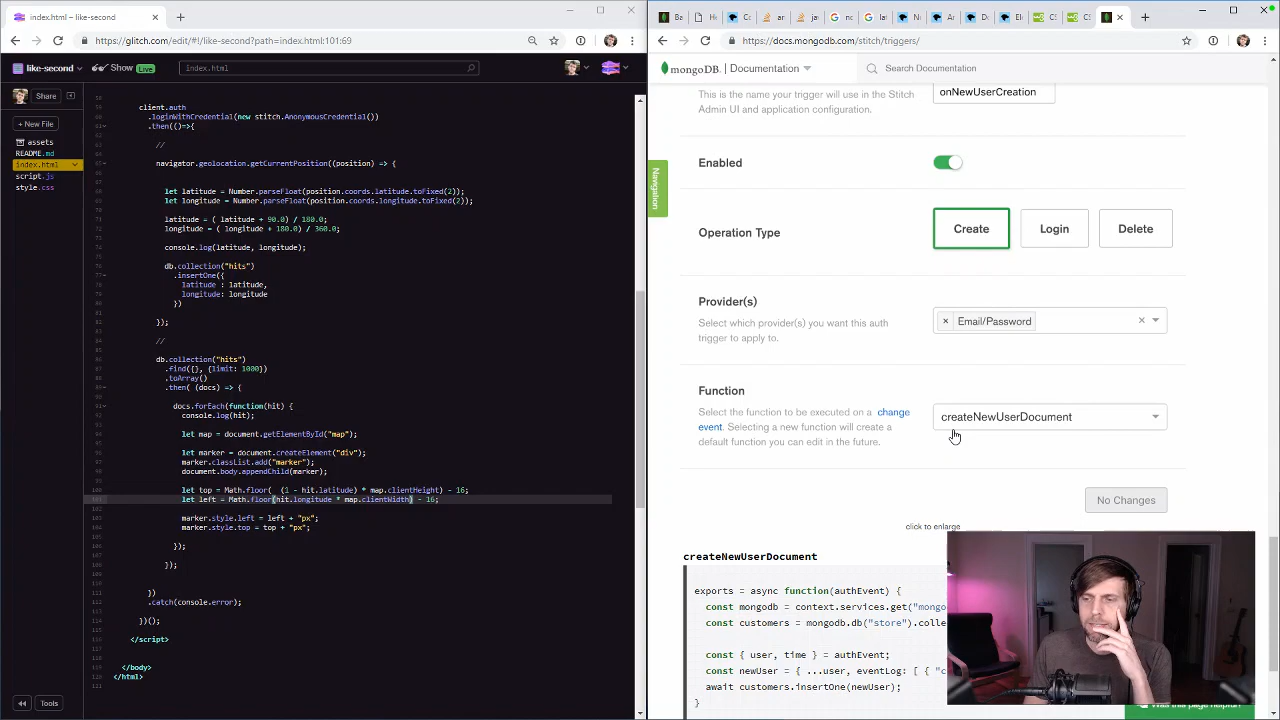 index.html – like-second
https://glitch.com/edit/#!/like-second?path=index.html:101:69
like-second
Show
Live
index.html
Share
+ New File
assets
index.html
README.md
script.js
style.css
client.auth
.loginWithCredential(new stitch.AnonymousCredential())
.then(()=>{
//
navigator.geolocation.getCurrentPosition((position) => {
let latitude = Number.parseFloat(position.coords.latitude.toFixed(2));
let longitude = Number.parseFloat(position.coords.longitude.toFixed(2));
latitude = ( latitude + 90.0) / 180.0;
longitude = ( longitude + 180.0) / 360.0;
console.log(latitude, longitude);
db.collection("hits")
.insertOne({
latitude : latitude,
longitude: longitude
})
});
//
db.collection("hits")
.find({}, {limit: 1000})
.toArray()
.then( (docs) => {
docs.forEach(function(hit) {
console.log(hit);
let map = document.getElementById("map"
let marker = document.createElement("div
marker.classList.add("marker");
document.body.appendChild(marker);
let top = Math.floor( (1 - hit.latitude) * map.clientHeight) - 16;
let left = Math.floor(hit.longitude * map.clientWidth) - 16;
marker.style.left = left + "px";
marker.style.top = top + "px";
});
});
})
.catch(console.error);
})();
</script>
</body>
</html>
Tools
https://docs.mongodb.com/stitch/triggers/
mongoDB. Documentation
Search Documentation
Navigation
This is the name your trigger will use in the Stitch
Admin UI and application configuration.
onNewUserCreation
Enabled
Operation Type
Create
Login
Delete
Provider(s)
Select which providers you want this auth
trigger to apply to.
× Email/Password
Function
Select the function to be executed on a change
event. Selecting a new function will create a
default function you can edit in the future.
createNewUserDocument
No Changes
click to enlarge
createNewUserDocument
= async function(authEv
const mongodb = context.services.get("mongo
mongodb.db("store").colle
const { user, } = authEve
const newUser = [ { "c
insertOne(newUser);
}
Was this page helpful?